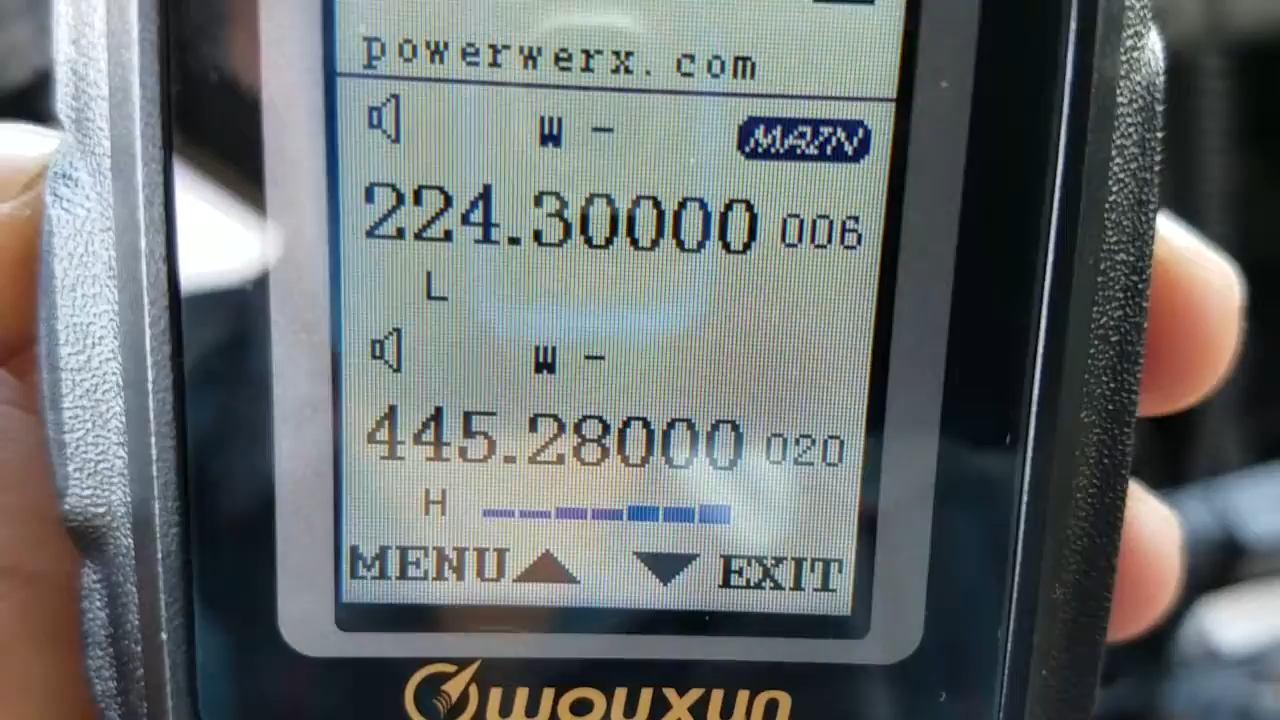 powerwerx.com
W - MAIN
224.30000 006
L
W -
445.28000 020
H
MENU EXIT
WOUXUN